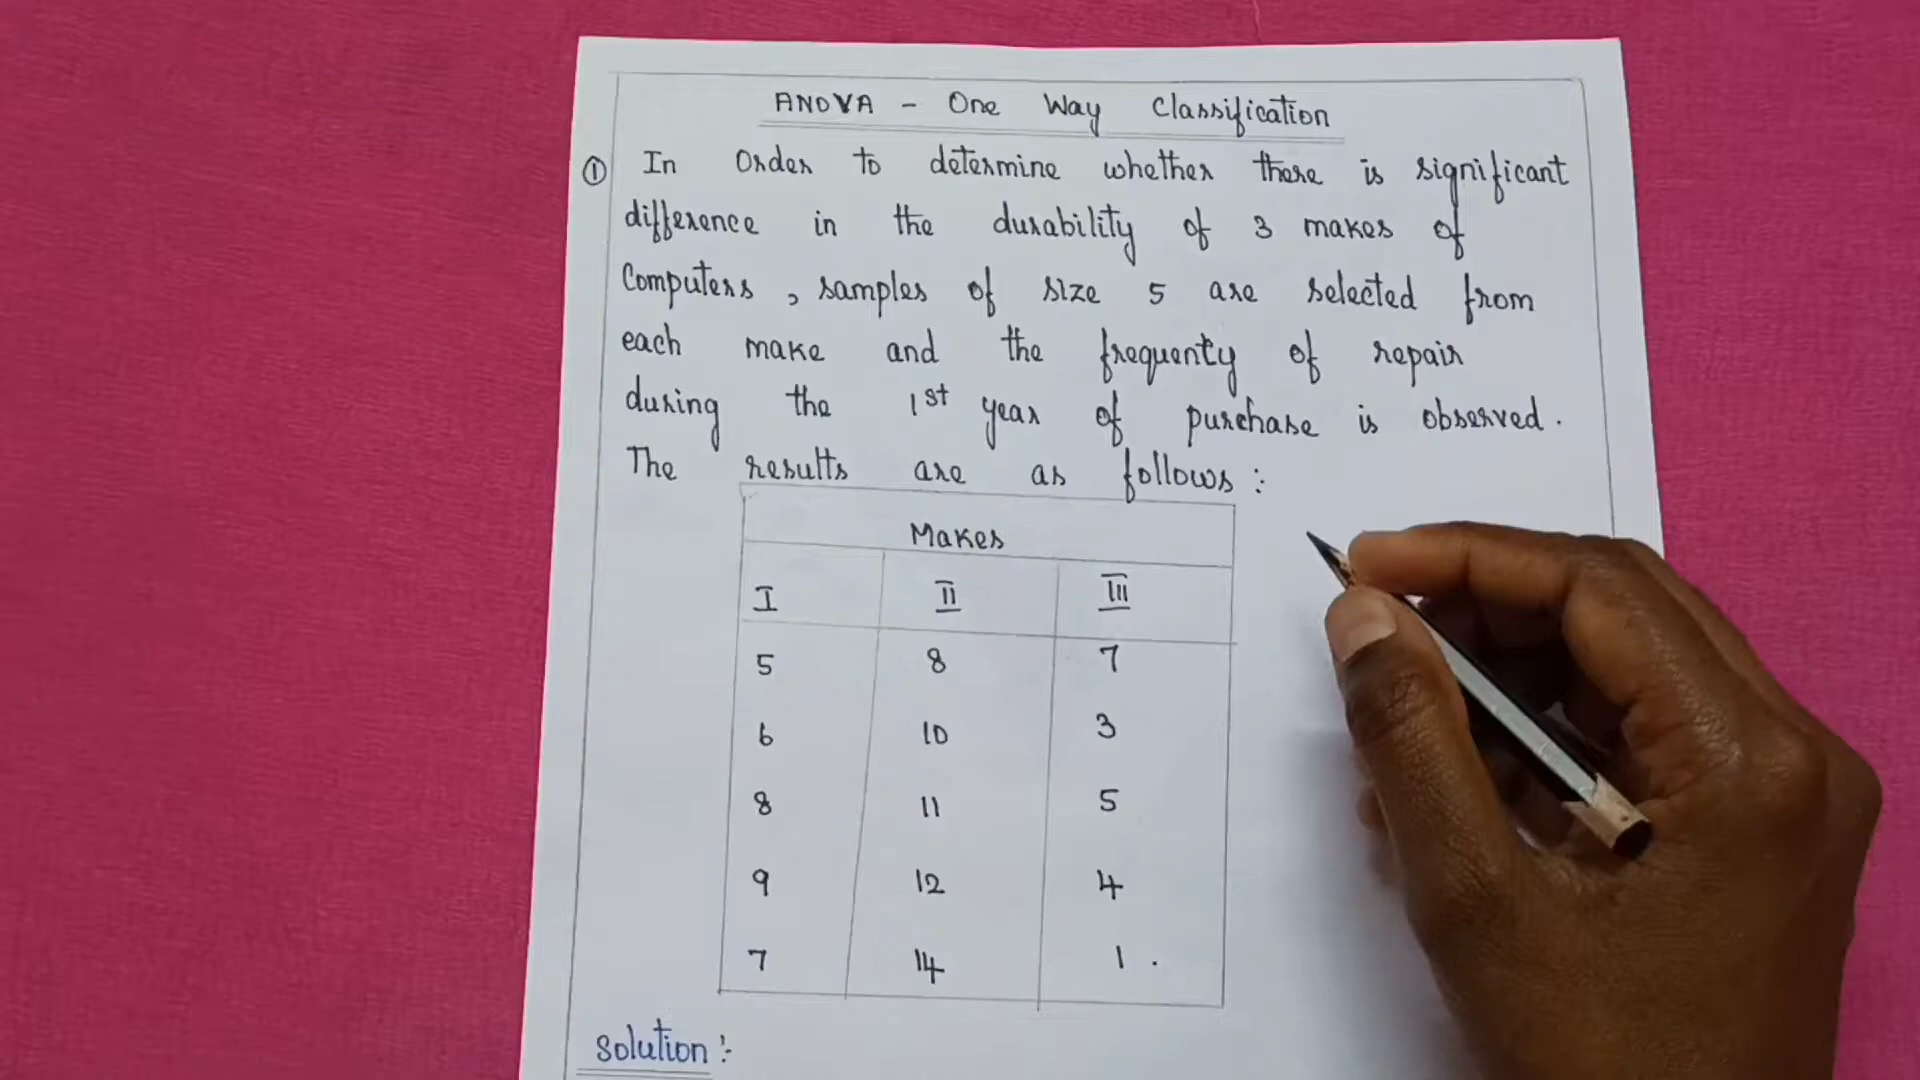 ANOVA - One Way Classification
① In Order to determine whether there is significant
difference in the durability of 3 makes of
Computers, samples of size 5 are selected from
each make and the frequenty of repair
during the 1st year of purchase is observed.
The results are as follows:
Makes
I II III
5 8 7
6 10 3
8 11 5
9 12 4
7 14 1.
Solution:-